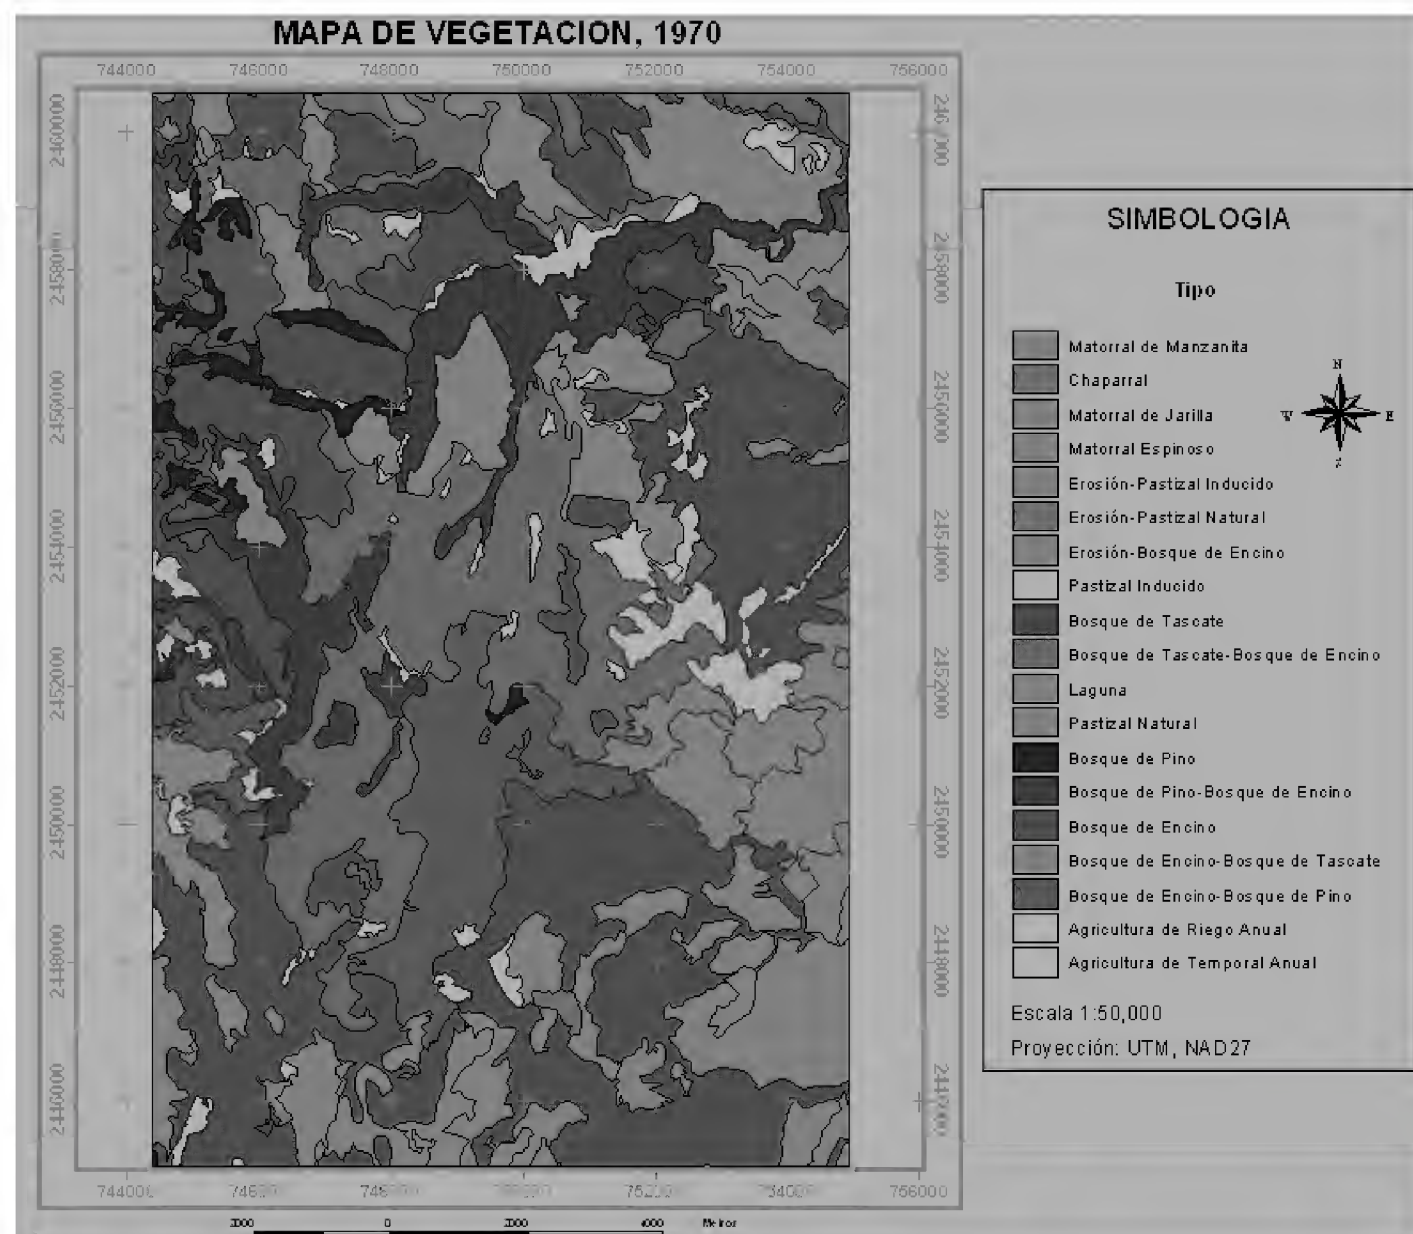 MAPA DE VEGETACION, 1970
744000 746000 748000 750000 752000 754000 756000
2460000
2458000
2456000
2454000
2452000
2450000
2448000
2446000
2458000
2454000
2452000
2450000
2448000
SIMBOLOGIA
Tipo
Matorral de Manzanita
Chaparral
Matorral de Jarilla
Matorral Espinoso
Erosión-Pastizal Inducido
Erosión-Pastizal Natural
Erosión-Bosque de Encino
Pastizal Inducido
Bosque de Tascate
Bosque de Tascate-Bosque de Encino
Laguna
Pastizal Natural
Bosque de Pino
Bosque de Pino-Bosque de Encino
Bosque de Encino
Bosque de Encino-Bosque de Tascate
Bosque de Encino-Bosque de Pino
Agricultura de Riego Anual
Agricultura de Temporal Anual
N
W E
Escala 1:50,000
Proyección: UTM, NAD27
756000
0 2000